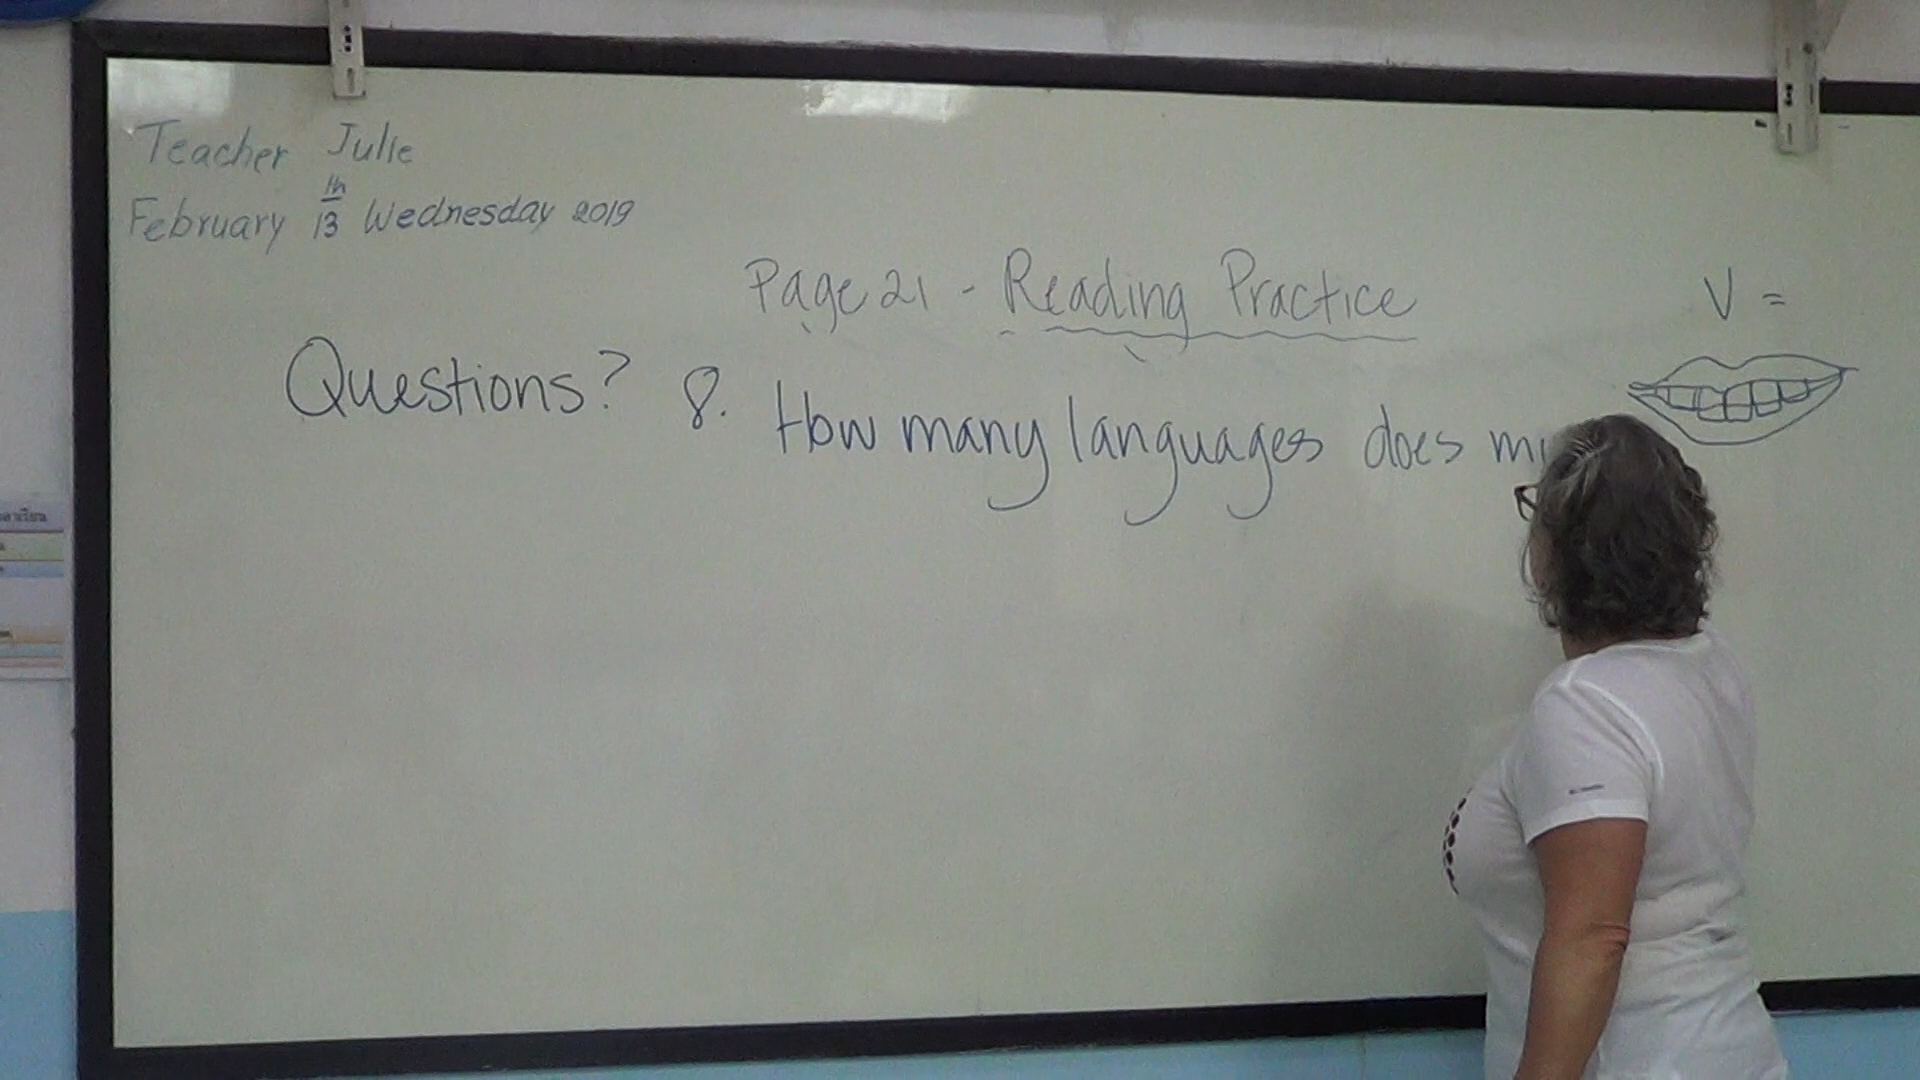 Teacher Julie
February 13th Wednesday 2019
Page 21 - Reading Practice
V =
Questions? 8. How many languages does